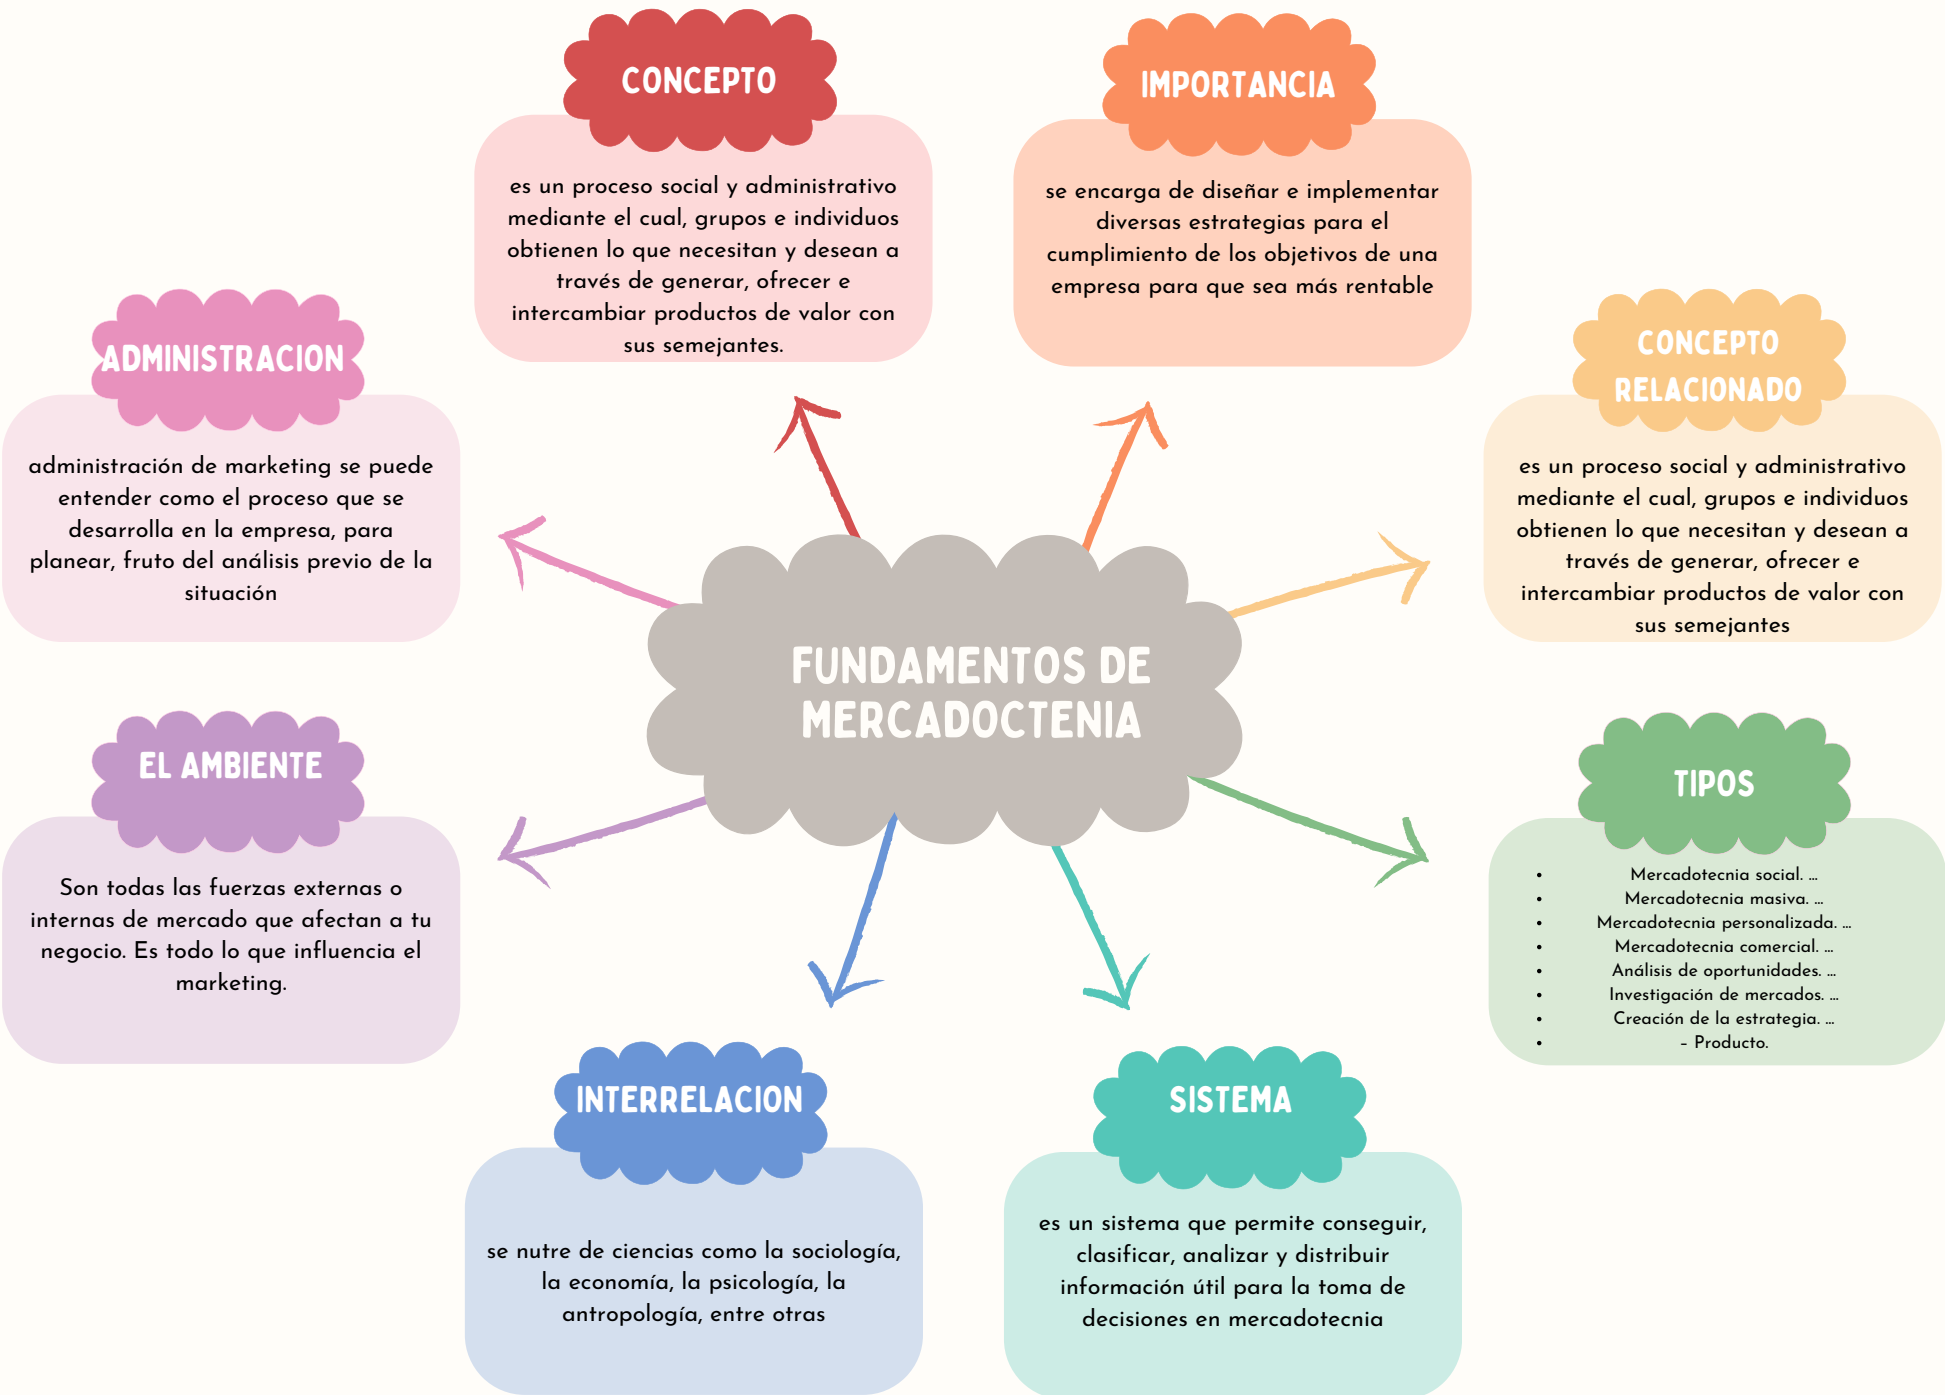 CONCEPTO
es un proceso social y administrativo
mediante el cual, grupos e individuos
obtienen lo que necesitan y desean a
través de generar, ofrecer e
intercambiar productos de valor con
sus semejantes.
IMPORTANCIA
se encarga de diseñar e implementar
diversas estrategias para el
cumplimiento de los objetivos de una
empresa para que sea más rentable
ADMINISTRACION
administración de marketing se puede
entender como el proceso que se
desarrolla en la empresa, para
planear, fruto del análisis previo de la
situación
CONCEPTO
RELACIONADO
es un proceso social y administrativo
mediante el cual, grupos e individuos
obtienen lo que necesitan y desean a
través de generar, ofrecer e
intercambiar productos de valor con
sus semejantes
FUNDAMENTOS DE
MERCADOCTENIA
EL AMBIENTE
Son todas las fuerzas externas o
internas de mercado que afectan a tu
negocio. Es todo lo que influencia el
marketing.
TIPOS
• Mercadotecnia social. ...
• Mercadotecnia masiva. ...
• Mercadotecnia personalizada. ...
• Mercadotecnia comercial. ...
• Análisis de oportunidades. ...
• Investigación de mercados. ...
• Creación de la estrategia. ...
• – Producto.
INTERRELACION
se nutre de ciencias como la sociología,
la economía, la psicología, la
antropología, entre otras
SISTEMA
es un sistema que permite conseguir,
clasificar, analizar y distribuir
información útil para la toma de
decisiones en mercadotecnia